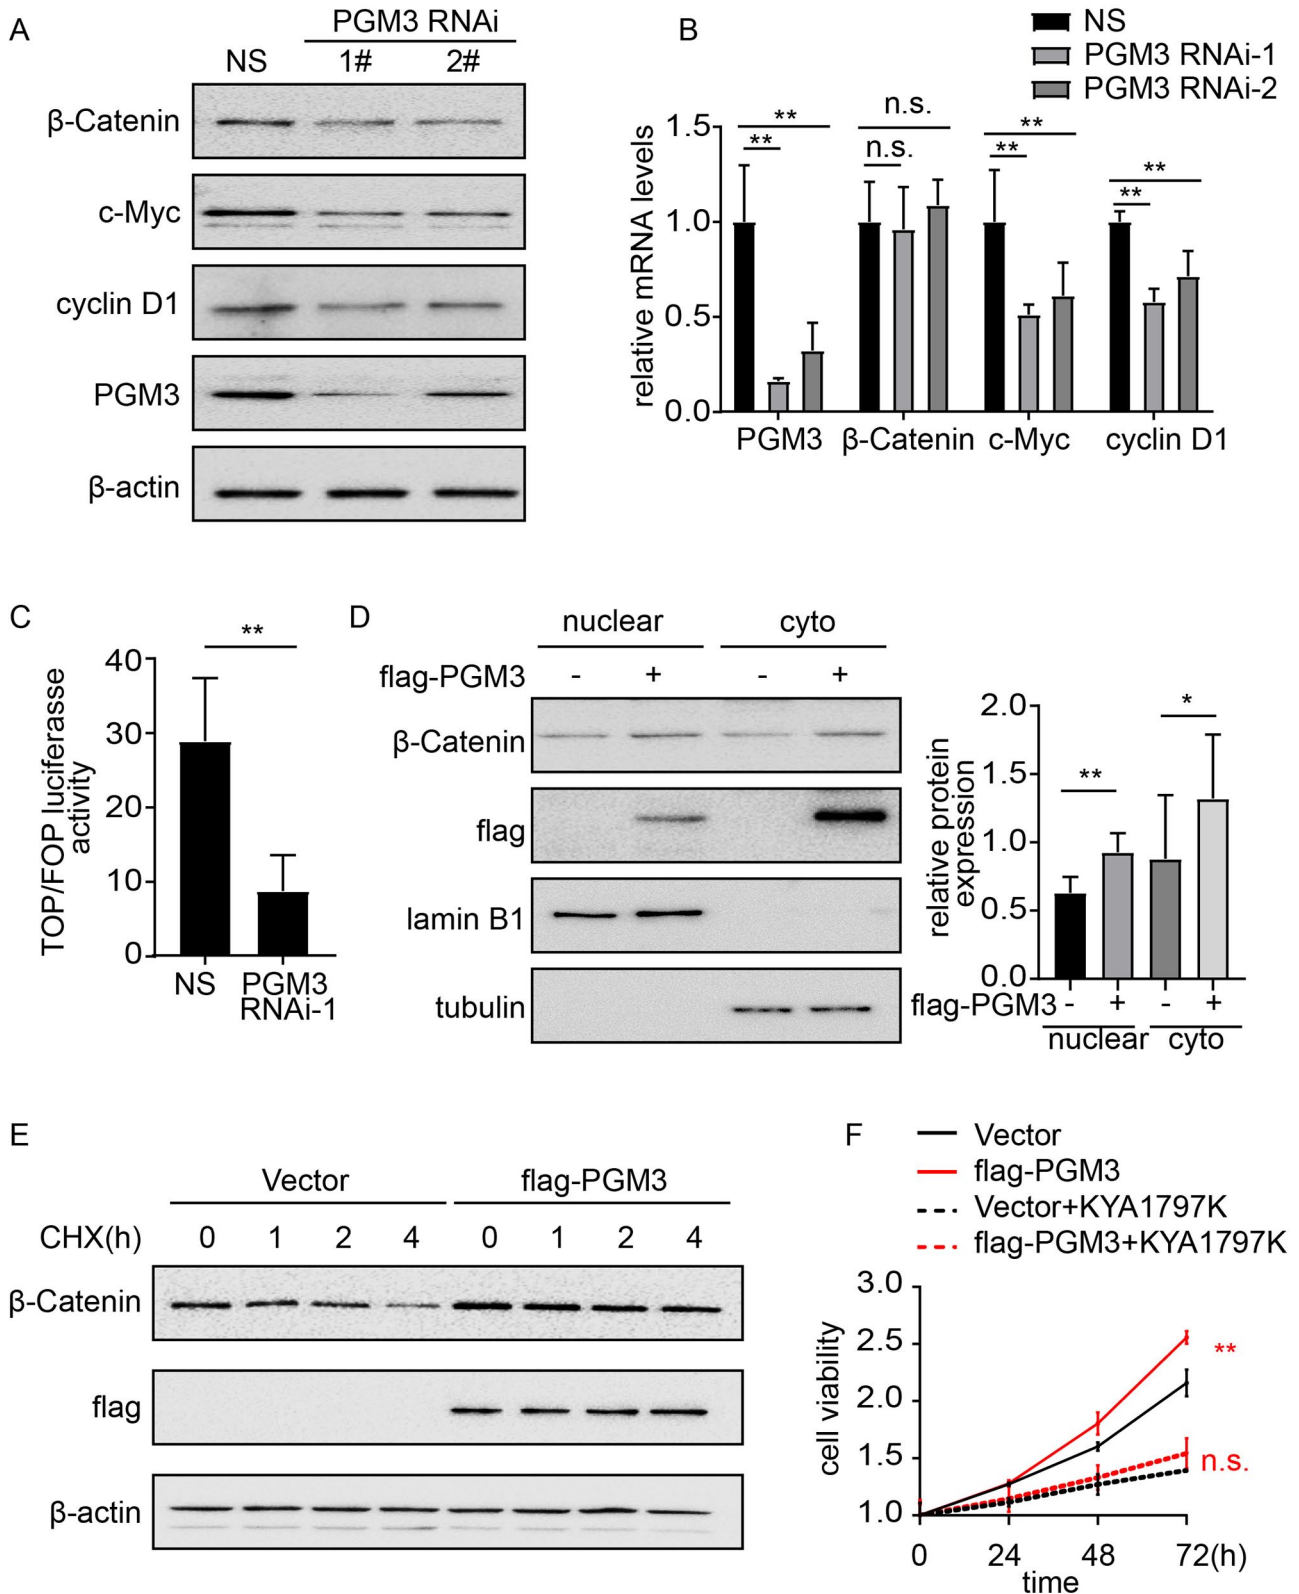 A
PGM3 RNAi
NS 1# 2#
β-Catenin
c-Myc
cyclin D1
PGM3
β-actin
B
NS
PGM3 RNAi-1
PGM3 RNAi-2
relative mRNA levels
1.5
1.0
0.5
0.0
** **
n.s. n.s.
** **
** **
PGM3 β-Catenin c-Myc cyclin D1
C
TOP/FOP luciferasse
activity
40
30
20
10
0
**
NS PGM3
RNAi-1
D
nuclear cyto
flag-PGM3 - + - +
β-Catenin
flag
lamin B1
tubulin
relative protein
expression
2.0
1.5
1.0
0.5
0.0
**
*
flag-PGM3 - + - +
nuclear cyto
E
Vector flag-PGM3
CHX(h) 0 1 2 4 0 1 2 4
β-Catenin
flag
β-actin
F
Vector
flag-PGM3
Vector+KYA1797K
flag-PGM3+KYA1797K
cell viability
3.0
2.5
2.0
1.5
1.0
**
n.s.
0 24 48 72(h)
time